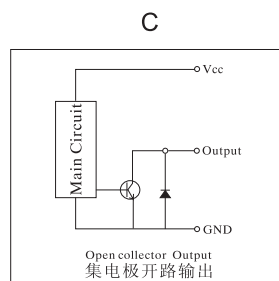 C
Vcc
Main Circuit
Output
GND
Open collector Output
集电极开路输出